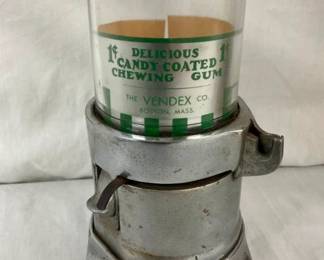 1¢ DELICIOUS 1¢
CANDY COATED
CHEWING GUM
THE VENDEX CO.
BOSTON, MASS.